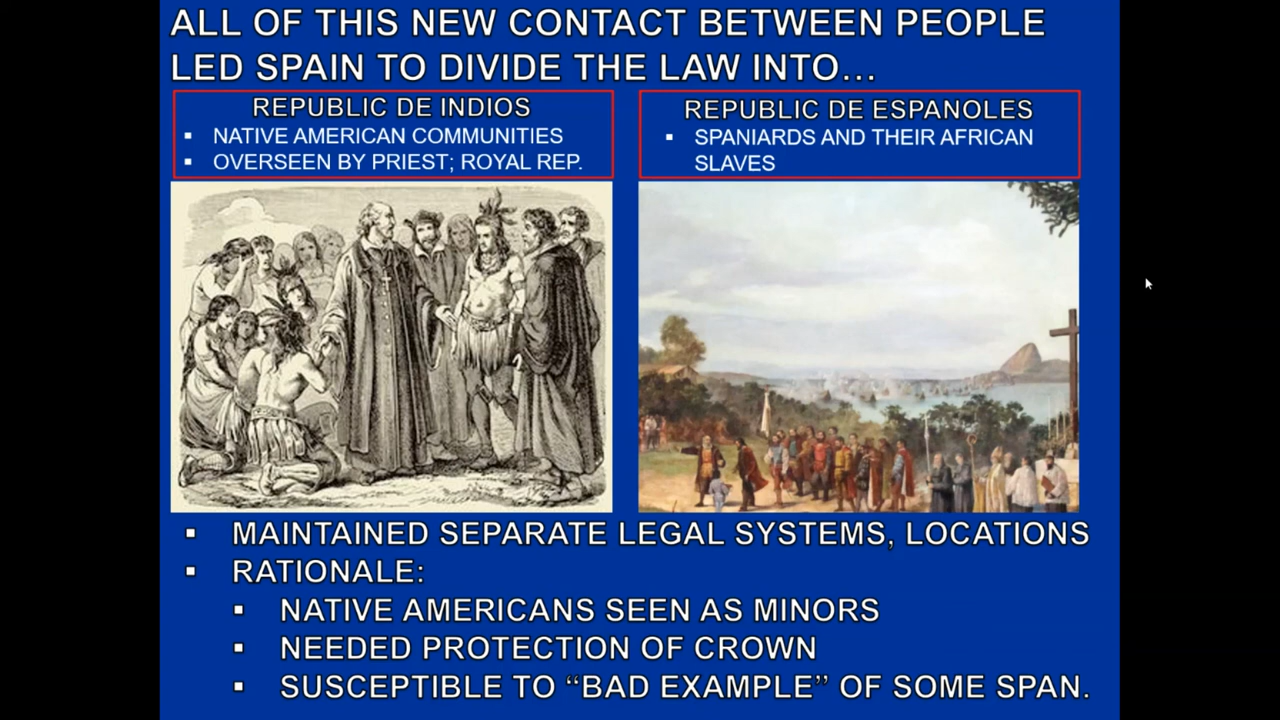 ALL OF THIS NEW CONTACT BETWEEN PEOPLE
LED SPAIN TO DIVIDE THE LAW INTO…
REPUBLIC DE INDIOS
▪ NATIVE AMERICAN COMMUNITIES
▪ OVERSEEN BY PRIEST; ROYAL REP.
REPUBLIC DE ESPANOLES
▪ SPANIARDS AND THEIR AFRICAN
SLAVES
▪ MAINTAINED SEPARATE LEGAL SYSTEMS, LOCATIONS
▪ RATIONALE:
▪ NATIVE AMERICANS SEEN AS MINORS
▪ NEEDED PROTECTION OF CROWN
▪ SUSCEPTIBLE TO “BAD EXAMPLE” OF SOME SPAN.